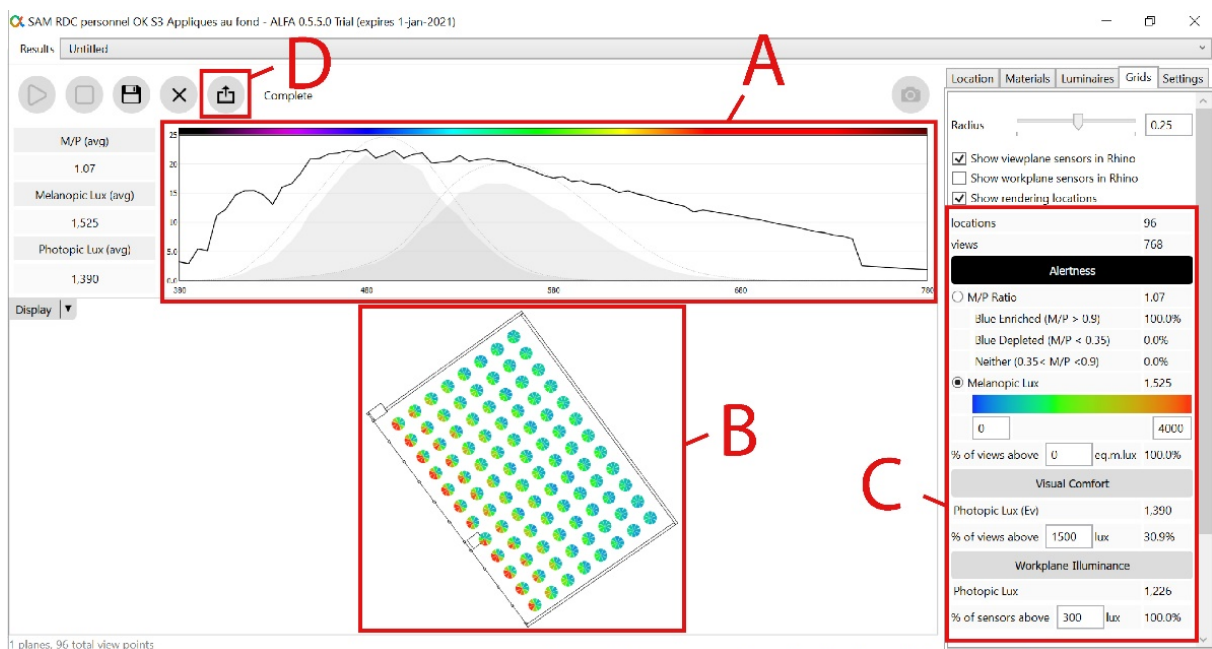 SAM RDC personnel OK S3 Appliques au fond - ALFA 0.5.5.0 Trial (expires 1-jan-2021)
Results Untitled
D
A
Complete
M/P (avg)
1.07
Melanopic Lux (avg)
1,525
Photopic Lux (avg)
1,390
25
20
15
10
5.0
0.0
380 480 580 680 780
Display
B
Location Materials Luminaires Grids Settings
Radius 0.25
Show viewplane sensors in Rhino
Show workplane sensors in Rhino
Show rendering locations
locations 96
views 768
Alertness
M/P Ratio 1.07
Blue Enriched (M/P > 0.9) 100.0%
Blue Depleted (M/P < 0.35) 0.0%
Neither (0.35< M/P <0.9) 0.0%
Melanopic Lux 1.525
0 4000
% of views above 0 eq.m.lux 100.0%
Visual Comfort
C
Photopic Lux (Ev) 1,390
% of views above 1500 lux 30.9%
Workplane Illuminance
Photopic Lux 1.226
% of sensors above 300 lux 100.0%
1 planes, 96 total view points